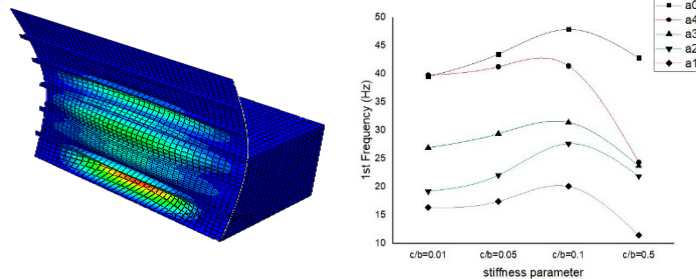 a0
a4
a3
a2
a1
50
45
40
35
30
25
20
15
10
1st Frequency (Hz)
c/b=0.01 c/b=0.05 c/b=0.1 c/b=0.5
stiffness parameter